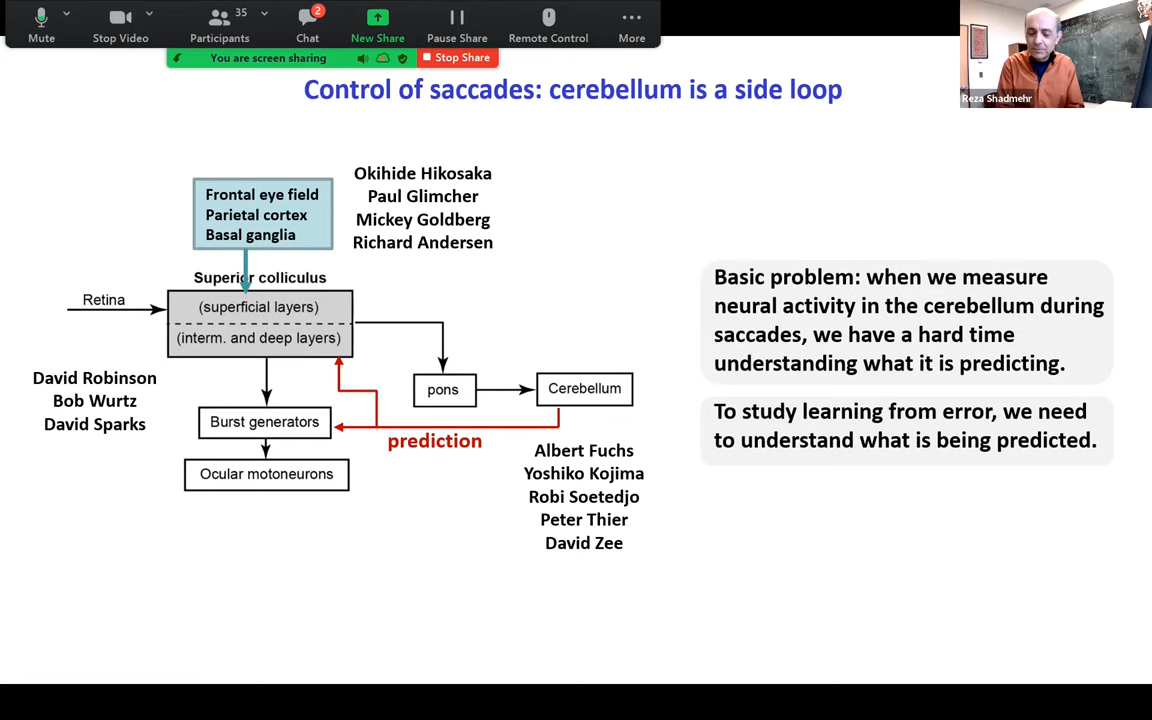 Mute
Stop Video
35
Participants
2
Chat
New Share
Pause Share
Remote Control
More
You are screen sharing
Stop Share
Reza Shadmehr
Control of saccades: cerebellum is a side loop
Frontal eye field
Parietal cortex
Basal ganglia
Okihide Hikosaka
Paul Glimcher
Mickey Goldberg
Richard Andersen
Superior colliculus
Retina
(superficial layers)
(interm. and deep layers)
David Robinson
Bob Wurtz
David Sparks
pons
Cerebellum
Burst generators
prediction
Ocular motoneurons
Albert Fuchs
Yoshiko Kojima
Robi Soetedjo
Peter Thier
David Zee
Basic problem: when we measure
neural activity in the cerebellum during
saccades, we have a hard time
understanding what it is predicting.
To study learning from error, we need
to understand what is being predicted.